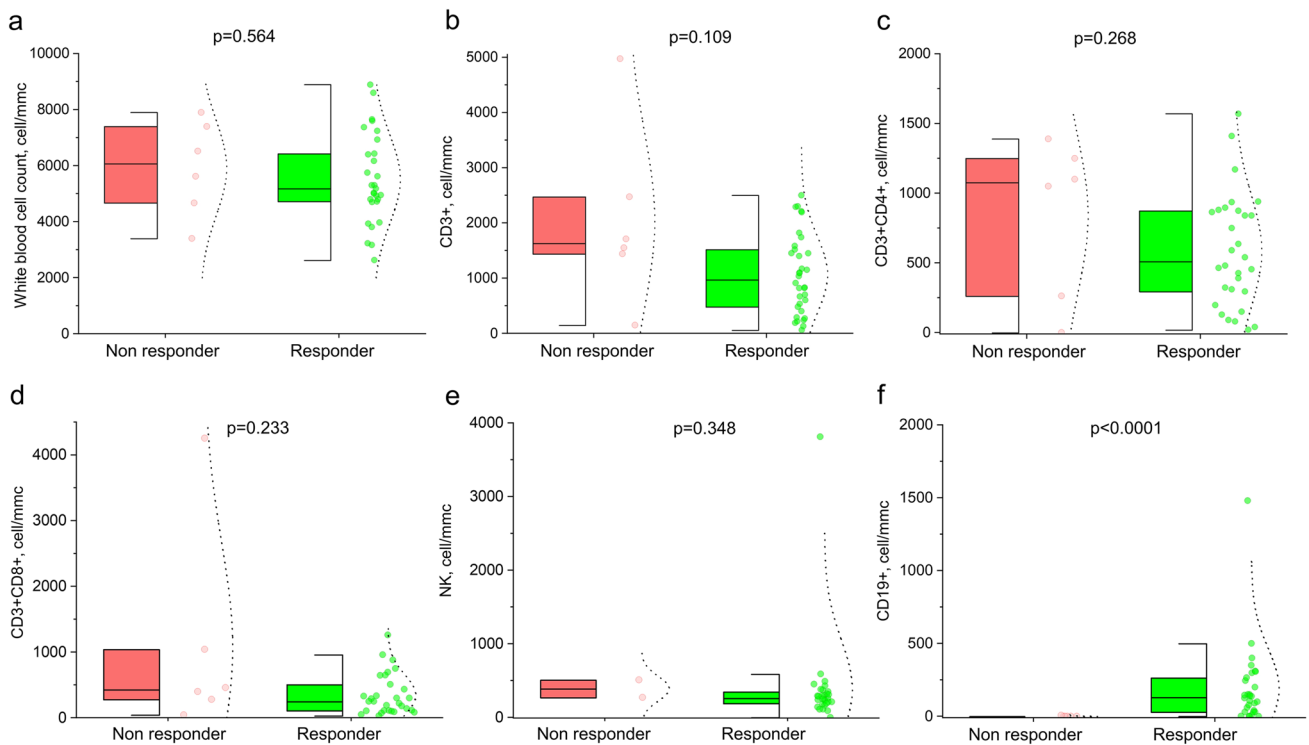 a
p=0.564
White blood cell count, cell/mmc
10000
8000
6000
4000
2000
0
Non responder
Responder
b
p=0.109
CD3+, cell/mmc
5000
4000
3000
2000
1000
0
Non responder
Responder
c
p=0.268
CD3+CD4+, cell/mmc
2000
1500
1000
500
0
Non responder
Responder
d
p=0.233
CD3+CD8+, cell/mmc
4000
3000
2000
1000
0
Non responder
Responder
e
p=0.348
NK, cell/mmc
4000
3000
2000
1000
0
Non responder
Responder
f
p<0.0001
CD19+, cell/mmc
2000
1500
1000
500
0
Non responder
Responder